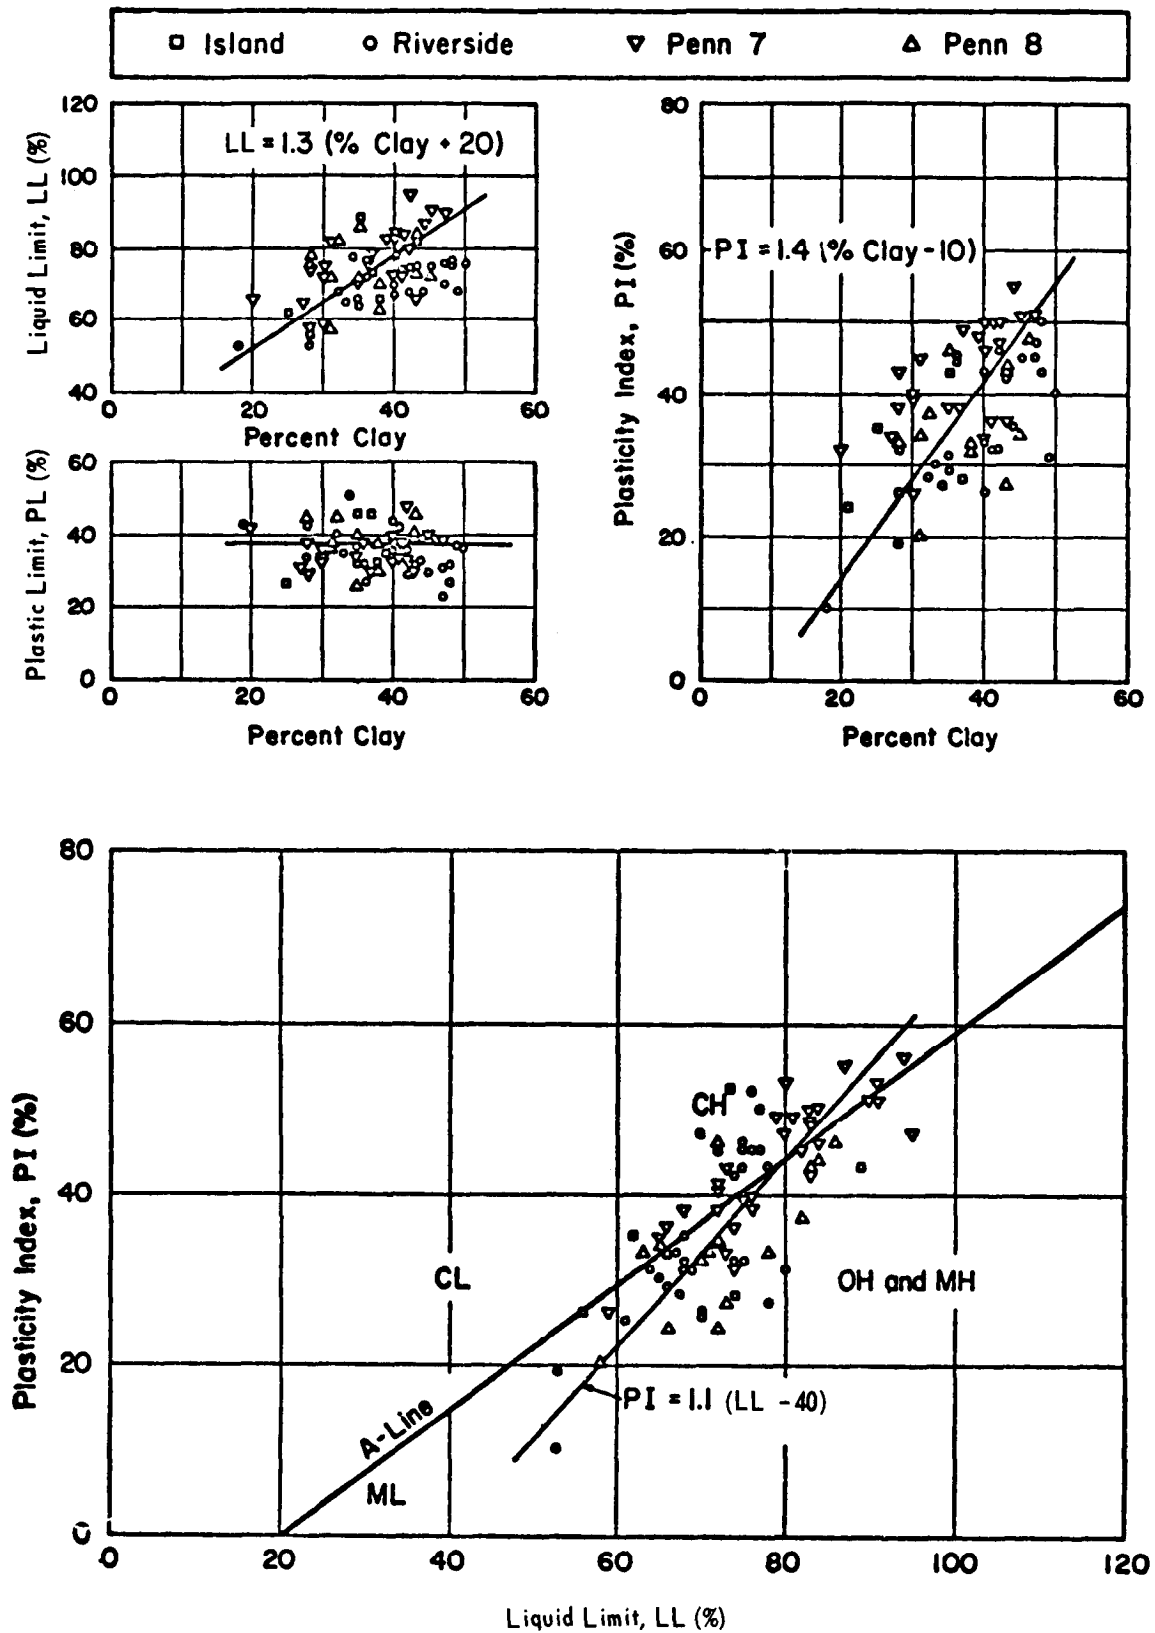 Island Riverside Penn 7 Penn 8
120
100
80
60
40
0 20 40 60
Liquid Limit, LL (%)
LL = 1.3 (% Clay + 20)
Percent Clay
60
40
20
0
0 20 40 60
Plastic Limit, PL (%)
Percent Clay
80
60
40
20
0
0 20 40 60
Plasticity Index, PI (%)
PI = 1.4 (% Clay - 10)
Percent Clay
80
60
40
20
0
0 20 40 60 80 100 120
Plasticity Index, PI (%)
CH
CL
OH and MH
PI = 1.1 (LL - 40)
A-Line
ML
Liquid Limit, LL (%)